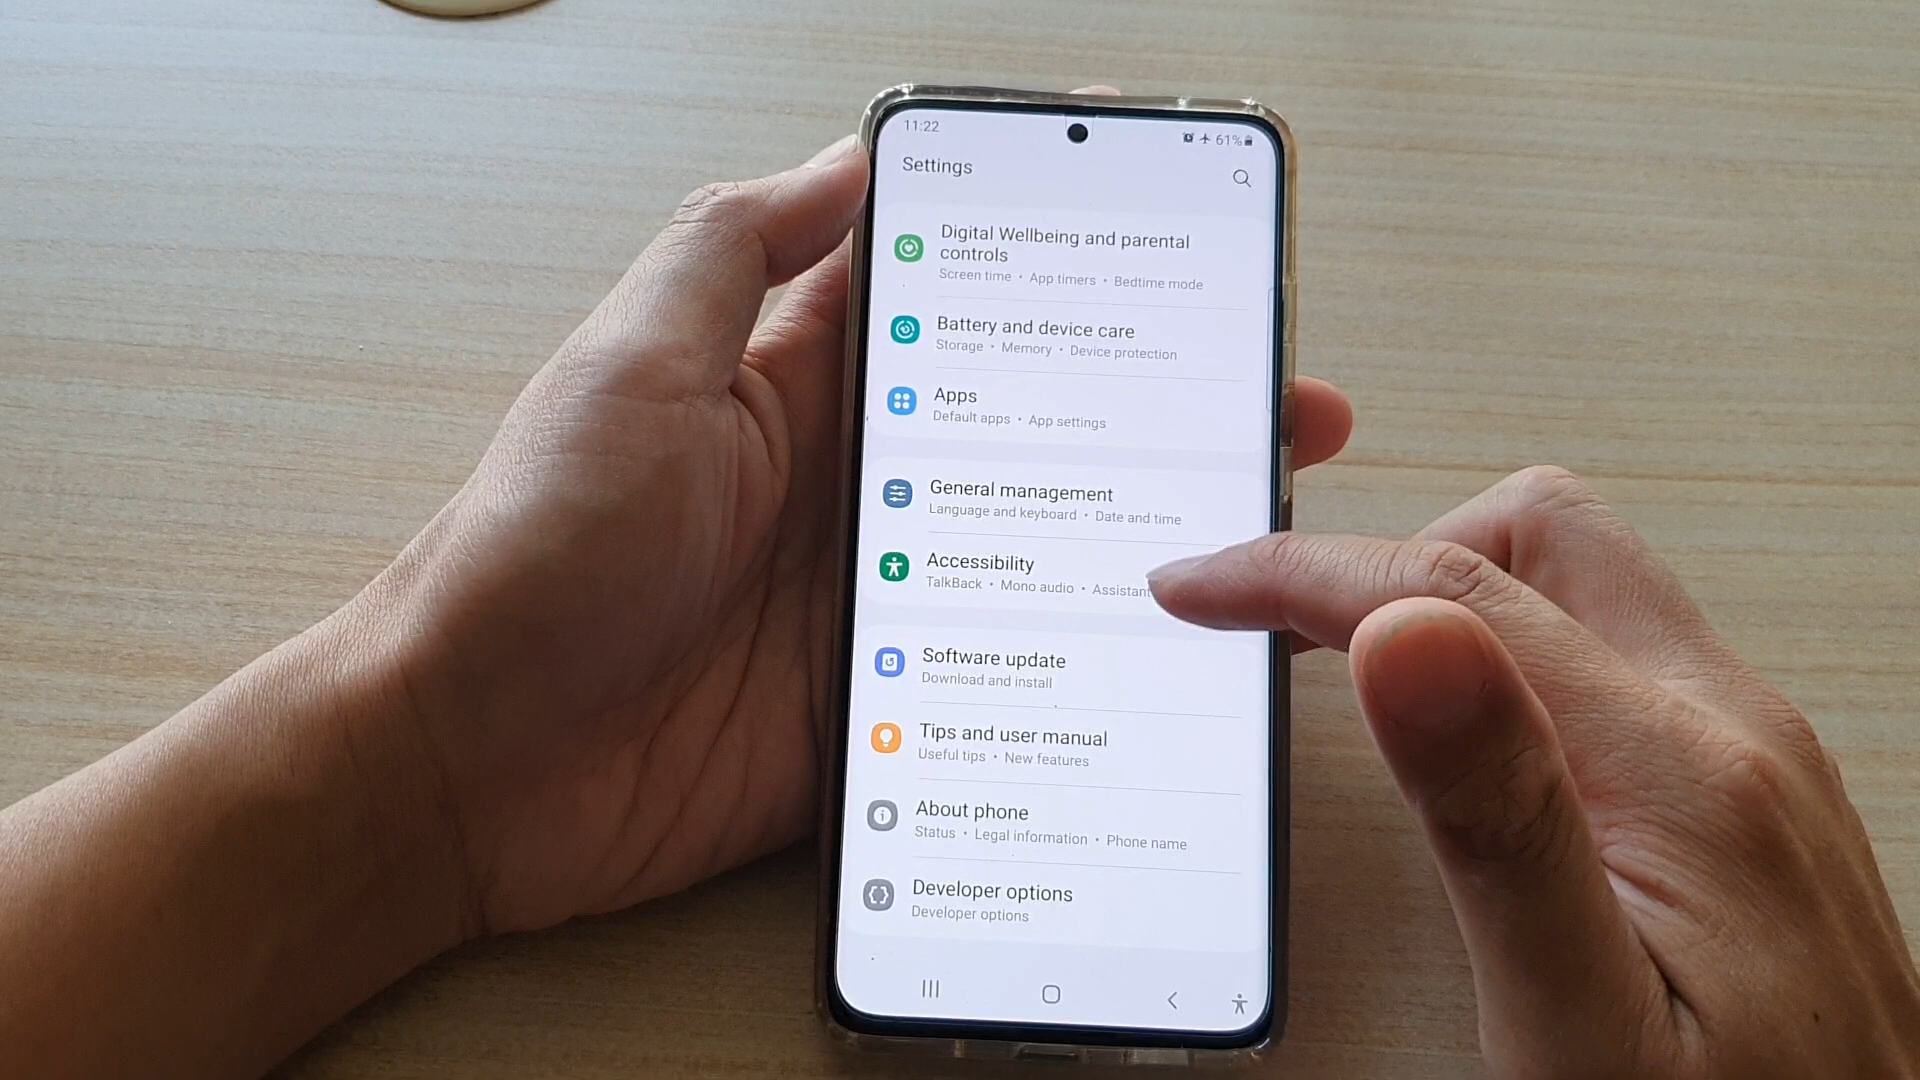 11:22
61%
Settings
Digital Wellbeing and parental
controls
Screen time • App timers • Bedtime mode
Battery and device care
Storage • Memory • Device protection
Apps
Default apps • App settings
General management
Language and keyboard • Date and time
Accessibility
TalkBack • Mono audio • Assistant
Software update
Download and install
Tips and user manual
Useful tips • New features
About phone
Status • Legal information • Phone name
Developer options
Developer options